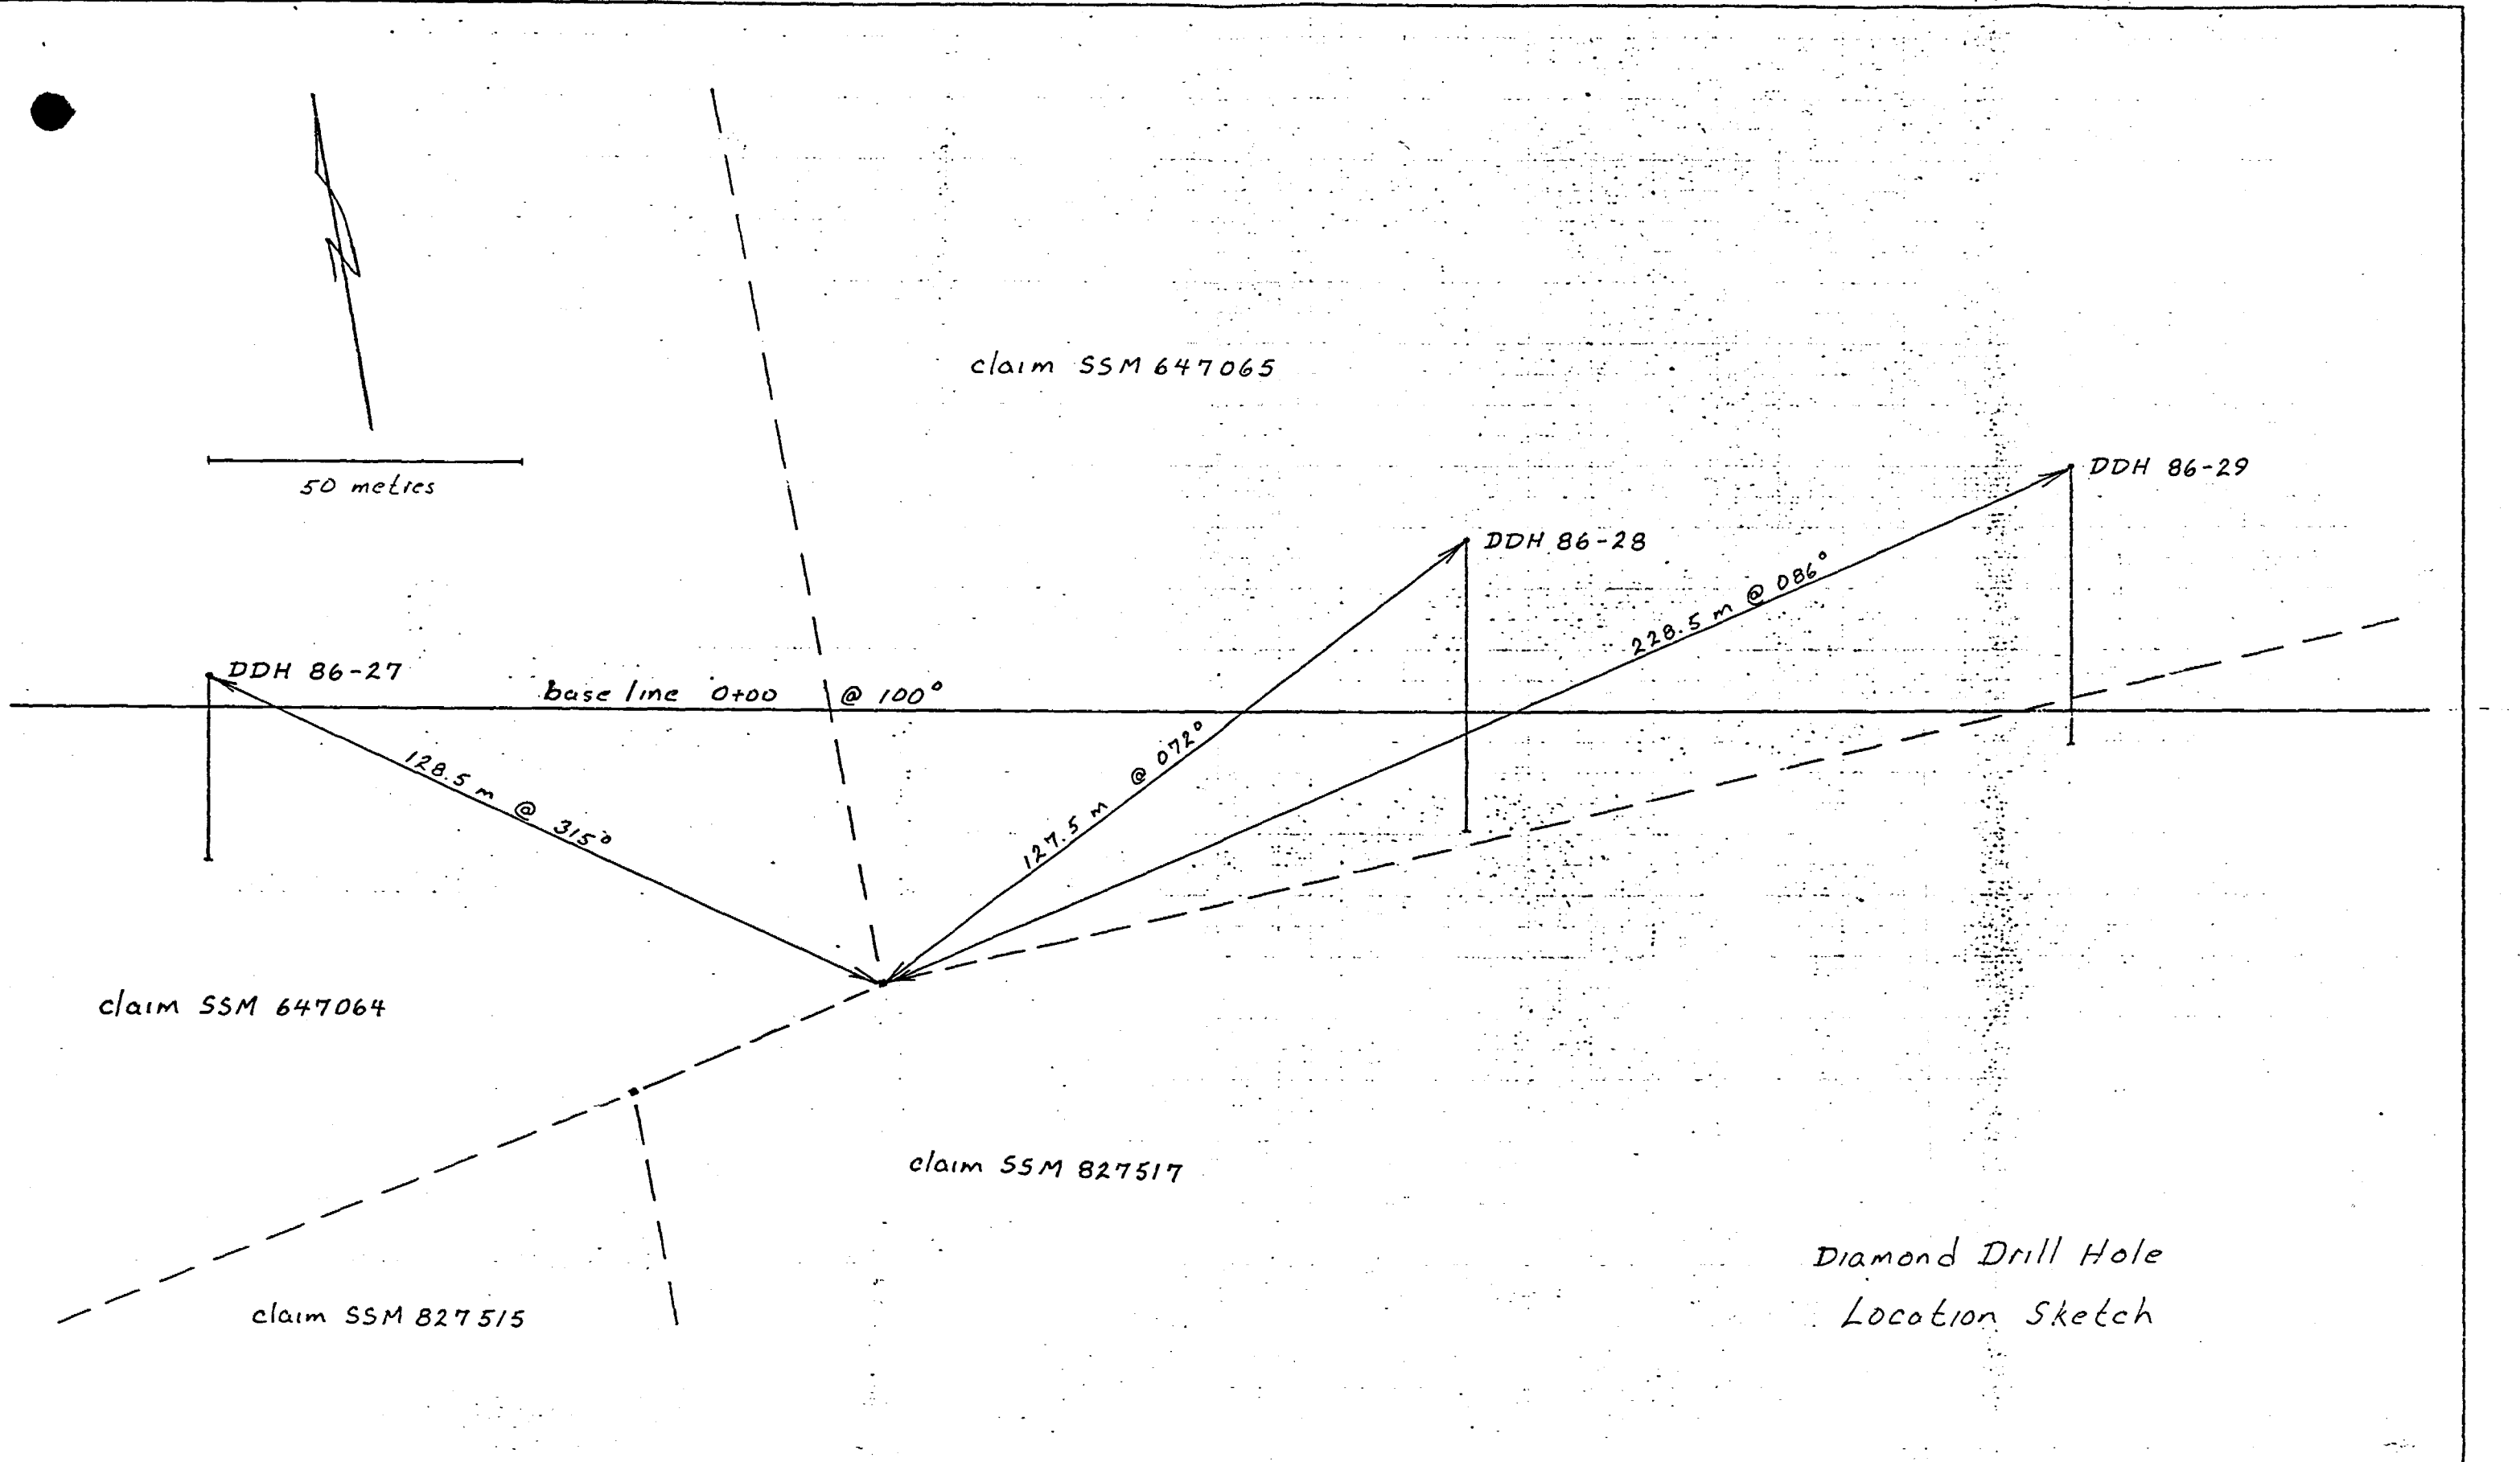 claim SSM 647065
50 metres
DDH 86-29
DDH 86-28
228.5 m @ 086°
DDH 86-27
base line 0+00 @ 100°
128.5 m @ 315°
127.5 m @ 072°
claim SSM 647064
claim SSM 827517
Diamond Drill Hole
Location Sketch
claim SSM 827515